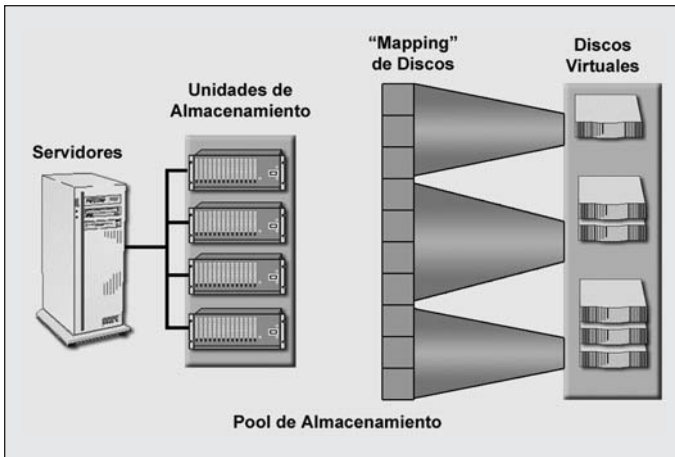 “Mapping”
de Discos
Discos
Virtuales
Unidades de
Almacenamiento
Servidores
Pool de Almacenamiento